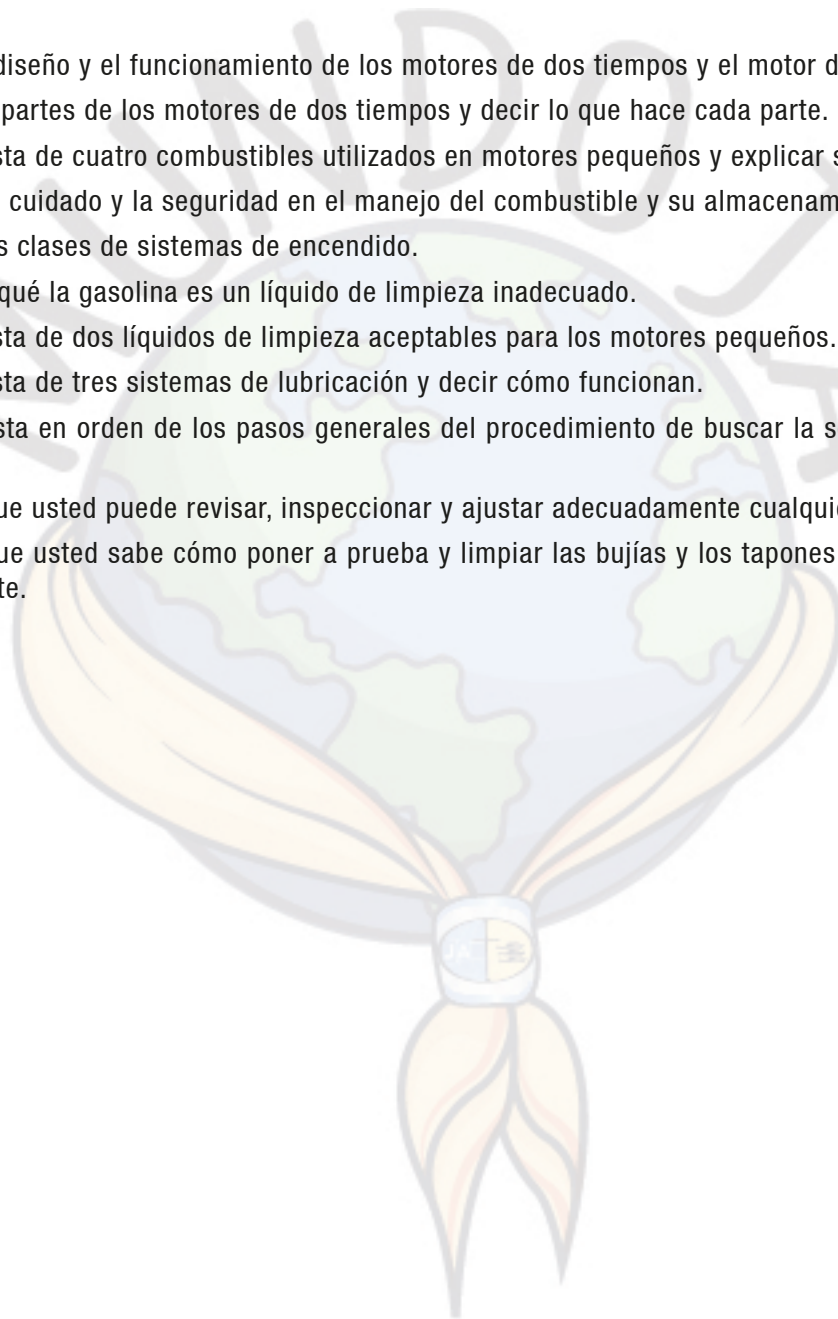 diseño y el funcionamiento de los motores de dos tiempos y el motor d
partes de los motores de dos tiempos y decir lo que hace cada parte.
sta de cuatro combustibles utilizados en motores pequeños y explicar s
cuidado y la seguridad en el manejo del combustible y su almacenam
s clases de sistemas de encendido.
qué la gasolina es un líquido de limpieza inadecuado.
sta de dos líquidos de limpieza aceptables para los motores pequeños.
sta de tres sistemas de lubricación y decir cómo funcionan.
sta en orden de los pasos generales del procedimiento de buscar la s
ue usted puede revisar, inspeccionar y ajustar adecuadamente cualqui
ue usted sabe cómo poner a prueba y limpiar las bujías y los tapones
te.
MUNDO J A
JA